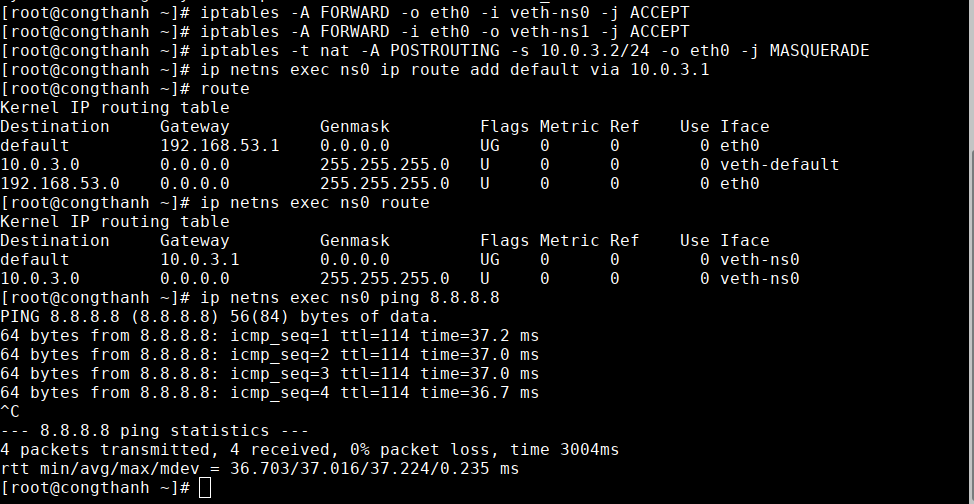 [root@congthanh ~]# iptables -A FORWARD -o eth0 -i veth-ns0 -j ACCEPT
[root@congthanh ~]# iptables -A FORWARD -i eth0 -o veth-ns1 -j ACCEPT
[root@congthanh ~]# iptables -t nat -A POSTROUTING -s 10.0.3.2/24 -o eth0 -j MASQUERADE
[root@congthanh ~]# ip netns exec ns0 ip route add default via 10.0.3.1
[root@congthanh ~]# route
Kernel IP routing table
Destination     Gateway         Genmask         Flags Metric Ref    Use Iface
default         192.168.53.1    0.0.0.0         UG    0      0        0 eth0
10.0.3.0        0.0.0.0         255.255.255.0   U     0      0        0 veth-default
192.168.53.0    0.0.0.0         255.255.255.0   U     0      0        0 eth0
[root@congthanh ~]# ip netns exec ns0 route
Kernel IP routing table
Destination     Gateway         Genmask         Flags Metric Ref    Use Iface
default         10.0.3.1        0.0.0.0         UG    0      0        0 veth-ns0
10.0.3.0        0.0.0.0         255.255.255.0   U     0      0        0 veth-ns0
[root@congthanh ~]# ip netns exec ns0 ping 8.8.8.8
PING 8.8.8.8 (8.8.8.8) 56(84) bytes of data.
64 bytes from 8.8.8.8: icmp_seq=1 ttl=114 time=37.2 ms
64 bytes from 8.8.8.8: icmp_seq=2 ttl=114 time=37.0 ms
64 bytes from 8.8.8.8: icmp_seq=3 ttl=114 time=37.0 ms
64 bytes from 8.8.8.8: icmp_seq=4 ttl=114 time=36.7 ms
^C
--- 8.8.8.8 ping statistics ---
4 packets transmitted, 4 received, 0% packet loss, time 3004ms
rtt min/avg/max/mdev = 36.703/37.016/37.224/0.235 ms
[root@congthanh ~]#